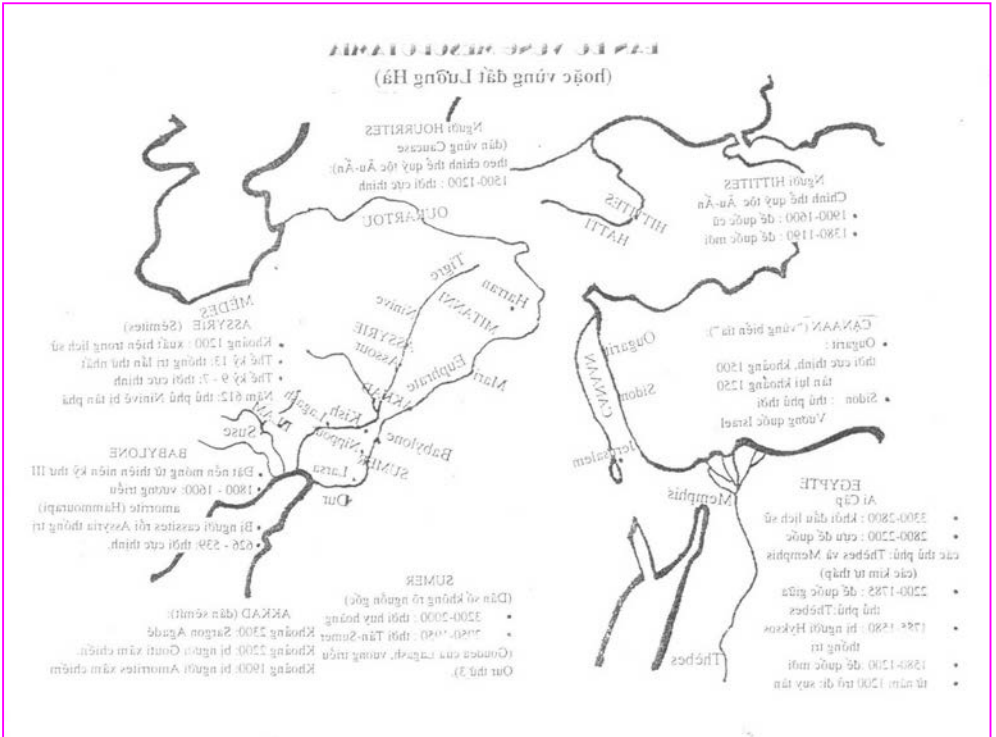 BẢN ĐỒ VÙNG MESOPOTAMIA
(hoặc vùng đất Lưỡng Hà)
Người HOURRITES
(dân vùng Caucase
theo chính thể quý tộc Âu-Ấn):
1500-1200 : thời cực thịnh
Người HITTITES
Chính thể quý tộc Âu-Ấn
• 1900-1600 : đế quốc cũ
• 1380-1190 : đế quốc mới
HITTITES
HATTI
OURARTOU
Tigre
Harran
MITANNI
Ninive
ASSYRIE
Assour
Euphrate
Mari
AKKAD
MÉDES
ASSYRIE (Sémites)
• Khoảng 1200 : xuất hiện trong lịch sử
• Thế kỷ 13: thống trị lần thứ nhất
• Thế kỷ 9 - 7: thời cực thịnh
Năm 612: thủ phủ Ninivê bị tàn phá
CANAAN ("vùng biển tía"):
• Ougarit :
thời cực thịnh, khoảng 1500
tàn lụi khoảng 1250
• Sidon : thủ phủ thời
Vương quốc Israel
Ougarit
CANAAN
Sidon
Jerusalem
Kish
Lagash
Nippour
Babylone
SUMER
Larsa
Our
Suse
BABYLONE
• Đặt nền móng từ thiên niên kỷ thứ III
• 1800 - 1600: vương triều
amorrite (Hammourapi)
• Bị người cassites rồi Assyria thống trị
• 626 - 539: thời cực thịnh.
Memphis
Thèbes
EGYPTE
Ai Cập
• 3300-2800 : khởi đầu lịch sử
• 2800-2200 : cựu đế quốc
các thủ phủ: Thèbes và Memphis
(các kim tự tháp)
• 2200-1785 : đế quốc giữa
thủ phủ:Thèbes
• 1580 : bị người Hyksos
thống trị
• 1580-1200 :đế quốc mới
• từ năm 1200 trở đi: suy tàn
SUMER
(Dân số không rõ nguồn gốc)
• 3200-2000 : thời huy hoàng
• 1950 : thời Tân-Sumer
(Goudea của Lagash, vương triều
Our thứ 3).
AKKAD (dân sémit):
Khoảng 2300: Sargon Agadé
Khoảng 2200: bị người Gouti xâm chiếm.
Khoảng 1900: bị người Amorrites xâm chiếm